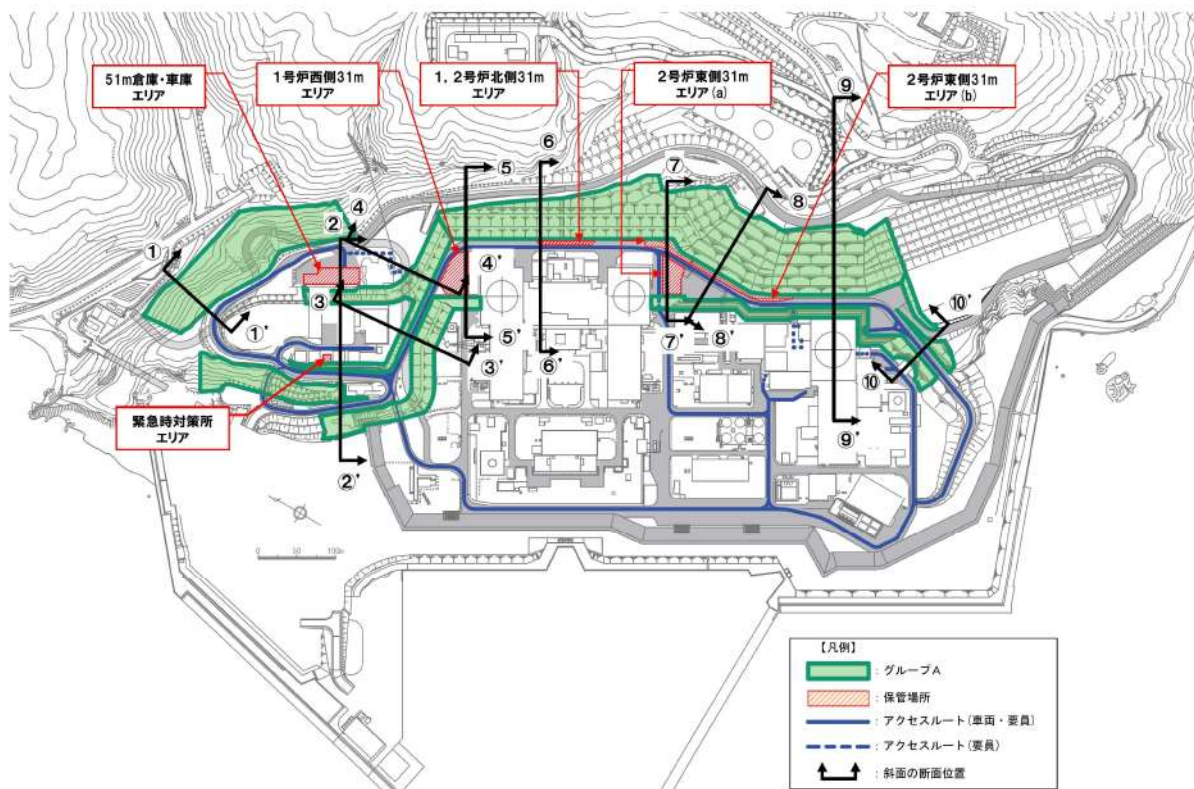 51m倉庫・車庫
エリア
1号炉西側31m
エリア
1,2号炉北側31m
エリア
2号炉東側31m
エリア(a)
2号炉東側31m
エリア(b)
⑨
⑥
⑤
⑦
⑧
④
②
①
③
④'
①'
⑩'
⑤'
③'
⑥'
⑦'
⑧'
⑩
⑨'
緊急時対策所
エリア
②'
0 50 100m
【凡例】
:グループA
:保管場所
:アクセスルート(車両・要員)
:アクセスルート(要員)
:斜面の断面位置